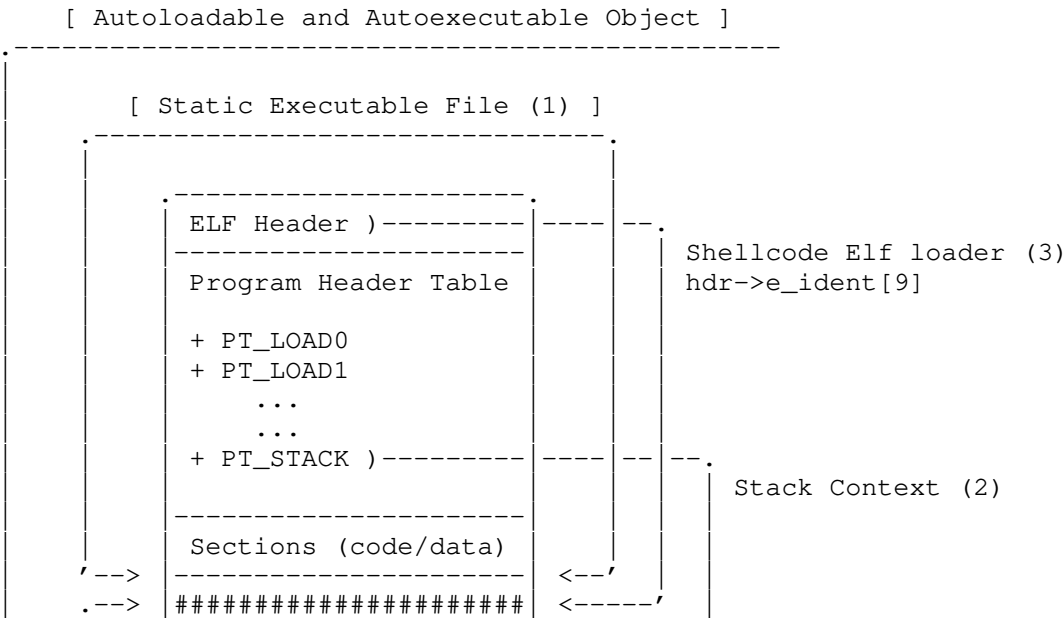 [ Autoloadable and Autoexecutable Object ]
[ Static Executable File (1) ]
ELF Header )
Shellcode Elf loader (3)
Program Header Table
hdr->e_ident[9]
+ PT_LOAD0
+ PT_LOAD1
...
...
+ PT_STACK )
Stack Context (2)
Sections (code/data)
######################